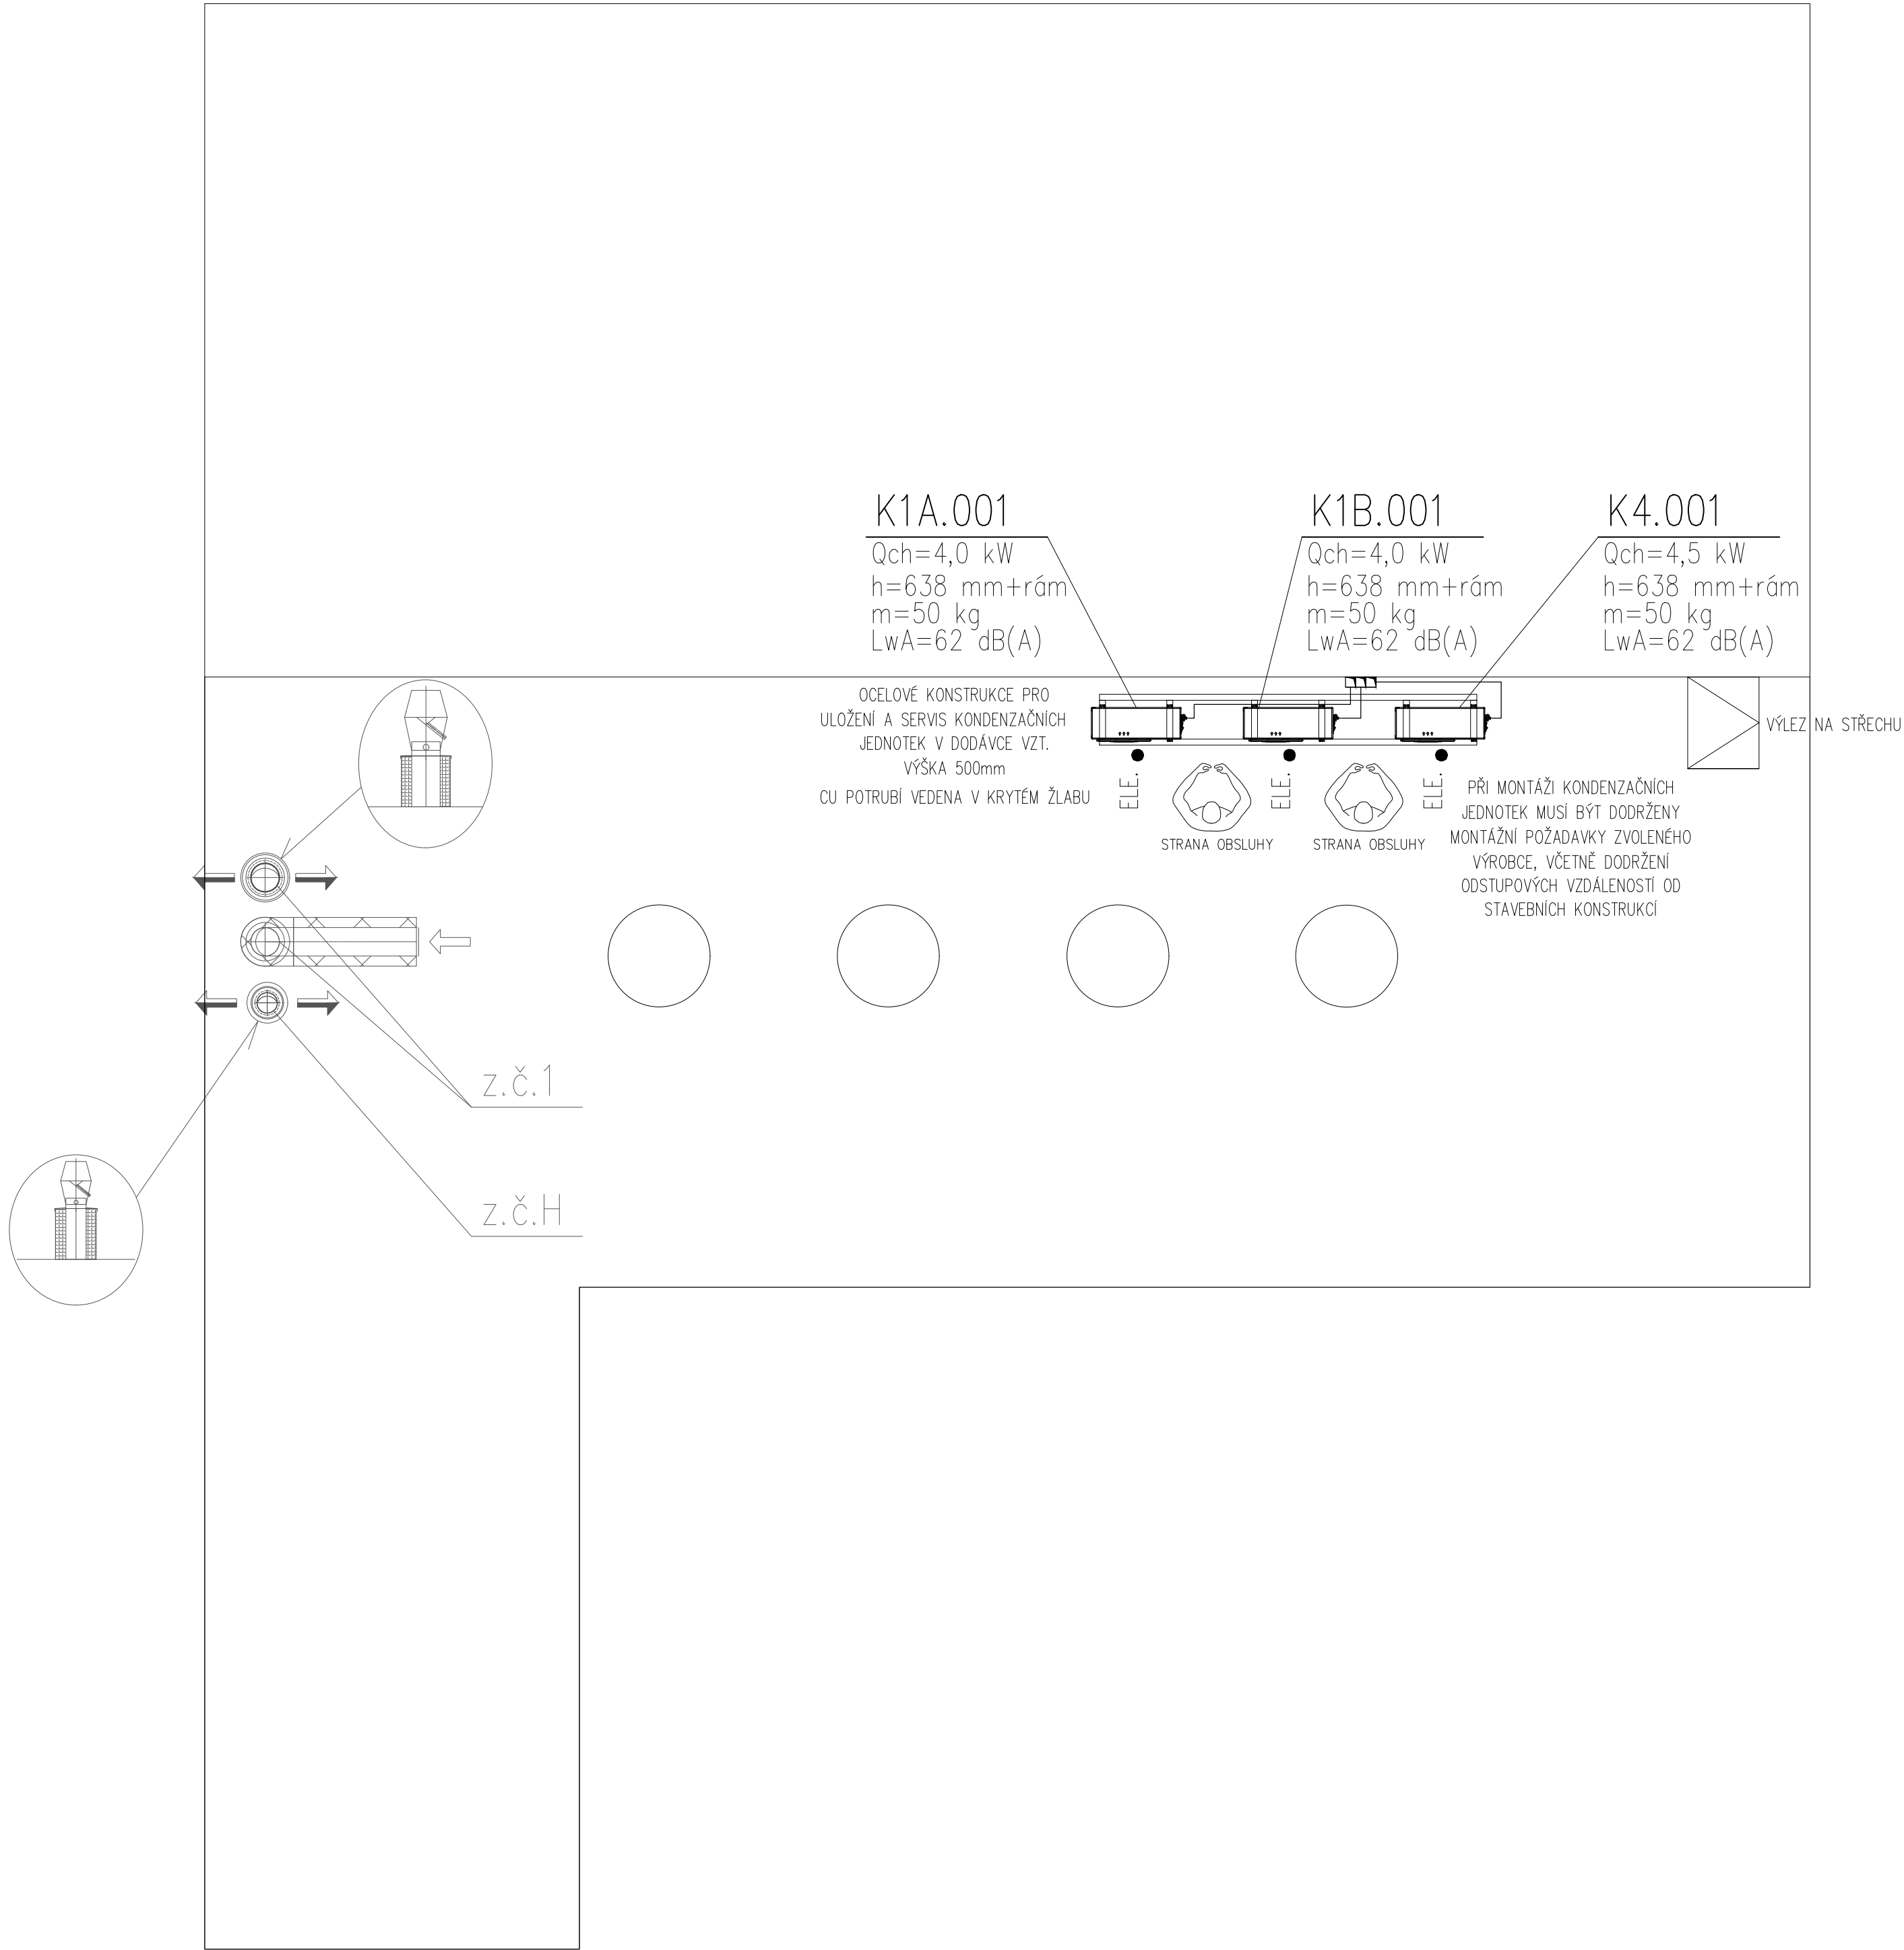 K1A.001
Qch=4,0 kW
h=638 mm+rám
m=50 kg
LwA=62 dB(A)
K1B.001
Qch=4,0 kW
h=638 mm+rám
m=50 kg
LwA=62 dB(A)
K4.001
Qch=4,5 kW
h=638 mm+rám
m=50 kg
LwA=62 dB(A)
OCELOVÉ KONSTRUKCE PRO
ULOŽENÍ A SERVIS KONDENZAČNÍCH
JEDNOTEK V DODÁVCE VZT.
VÝŠKA 500mm
CU POTRUBÍ VEDENA V KRYTÉM ŽLABU
ELE.
ELE.
ELE.
STRANA OBSLUHY
STRANA OBSLUHY
VÝLEZ NA STŘECHU
PŘI MONTÁŽI KONDENZAČNÍCH
JEDNOTEK MUSÍ BÝT DODRŽENY
MONTÁŽNÍ POŽADAVKY ZVOLENÉHO
VÝROBCE, VČETNĚ DODRŽENÍ
ODSTUPOVÝCH VZDÁLENOSTÍ OD
STAVEBNÍCH KONSTRUKCÍ
z.č.1
z.č.H